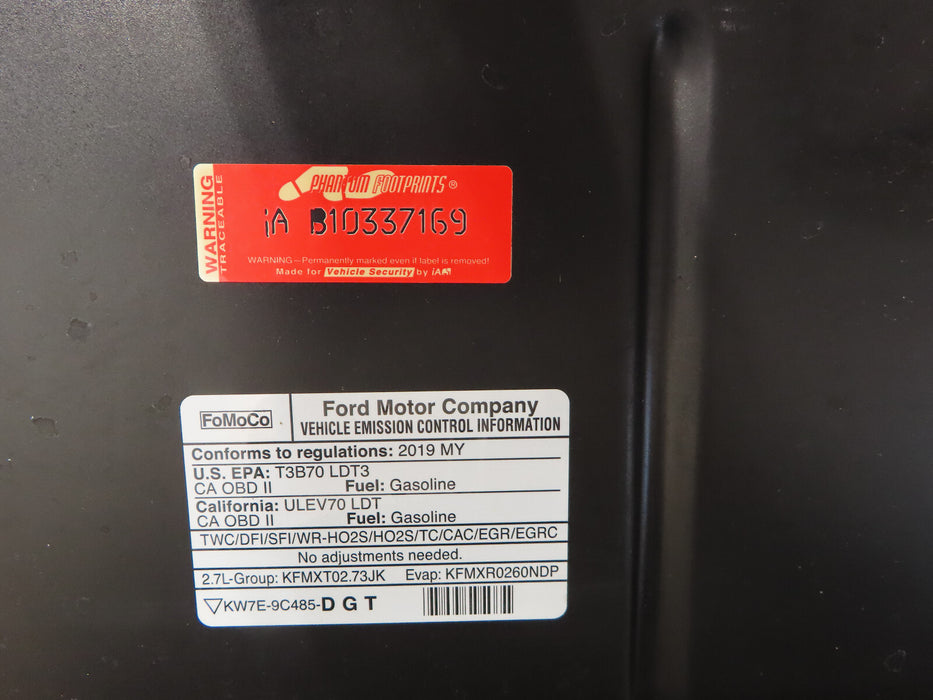 WARNING
TRACEABLE
PHANTOM FOOTPRINTS®
iA B10337169
WARNING—Permanently marked even if label is removed!
Made for Vehicle Security by iA
FoMoCo
Ford Motor Company
VEHICLE EMISSION CONTROL INFORMATION
Conforms to regulations: 2019 MY
U.S. EPA: T3B70 LDT3
CA OBD II Fuel: Gasoline
California: ULEV70 LDT
CA OBD II Fuel: Gasoline
TWC/DFI/SFI/WR-HO2S/HO2S/TC/CAC/EGR/EGRC
No adjustments needed.
2.7L-Group: KFMXT02.73JK Evap: KFMXR0260NDP
KW7E-9C485-D G T